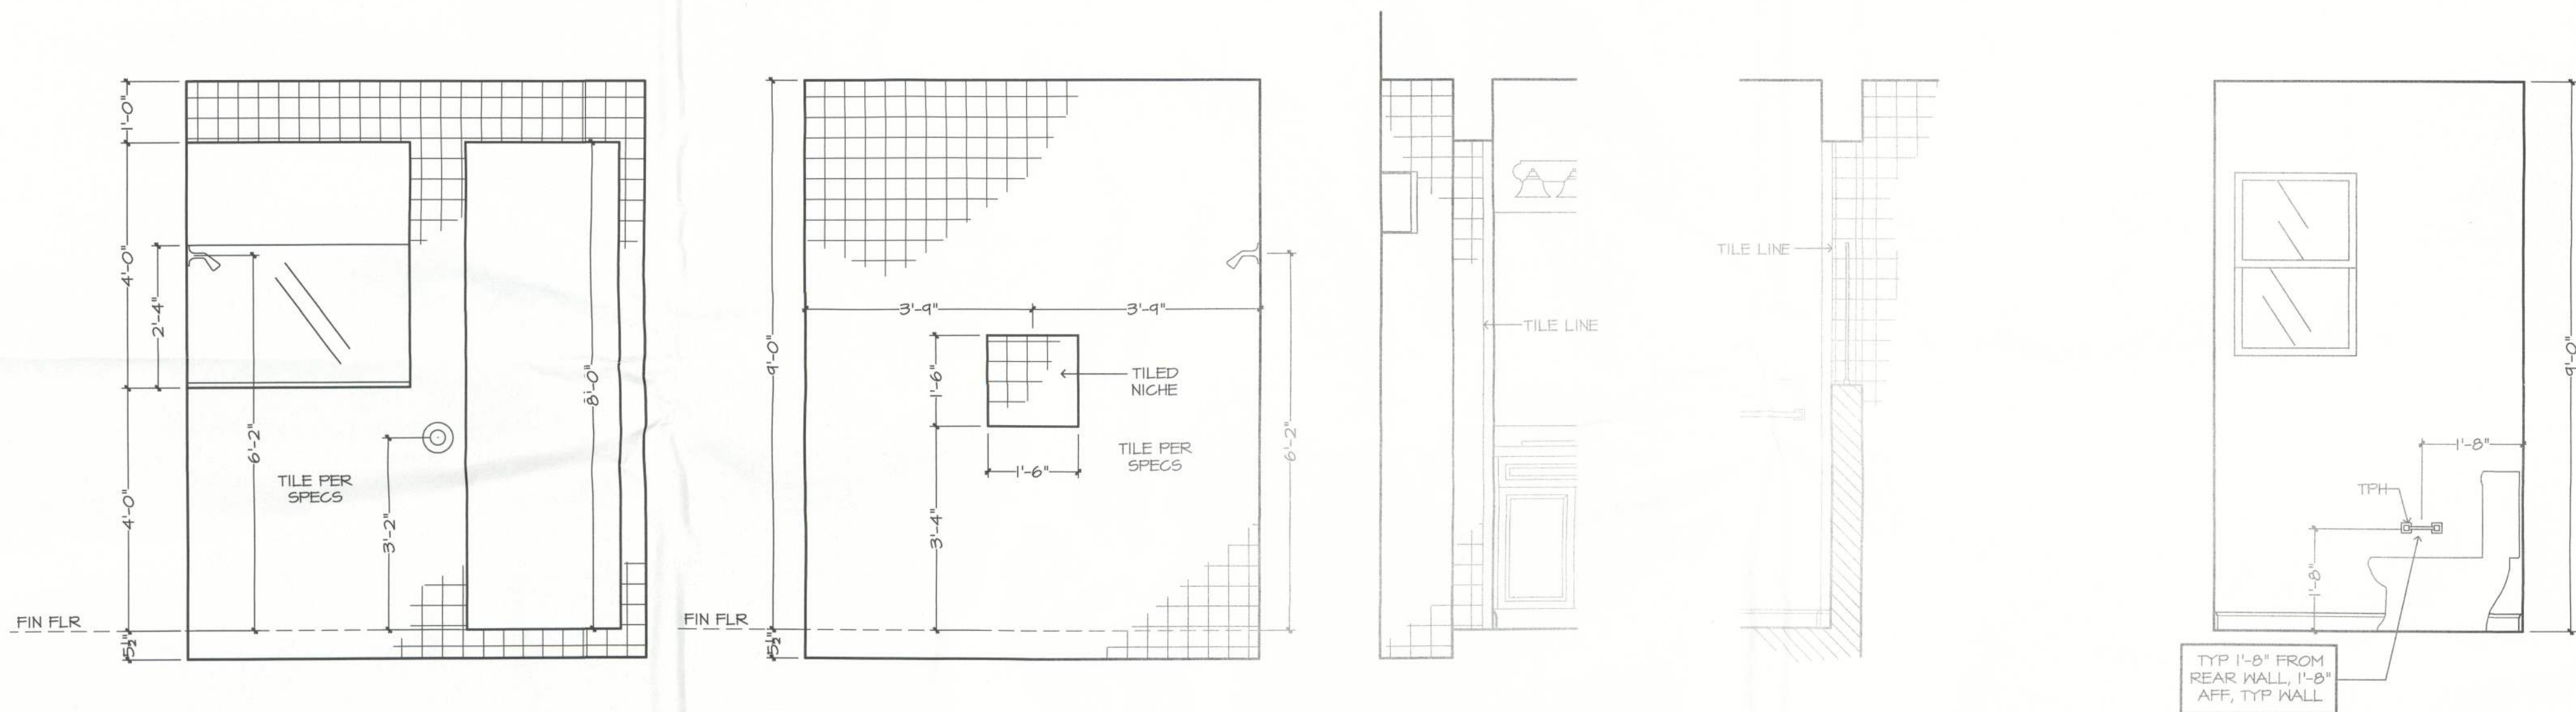 1'-0"
4'-0"
2'-4"
6'-2"
TILE PER
SPECS
3'-2"
8'-0"
4'-0"
FIN FLR
5½"
9'-0"
3'-9"
3'-9"
1'-6"
TILED
NICHE
1'-6"
TILE PER
SPECS
3'-4"
6'-2"
FIN FLR
5½"
TILE LINE
TILE LINE
9'-0"
1'-8"
TPH
1'-8"
TYP 1'-8" FROM
REAR WALL, 1'-8"
AFF, TYP WALL